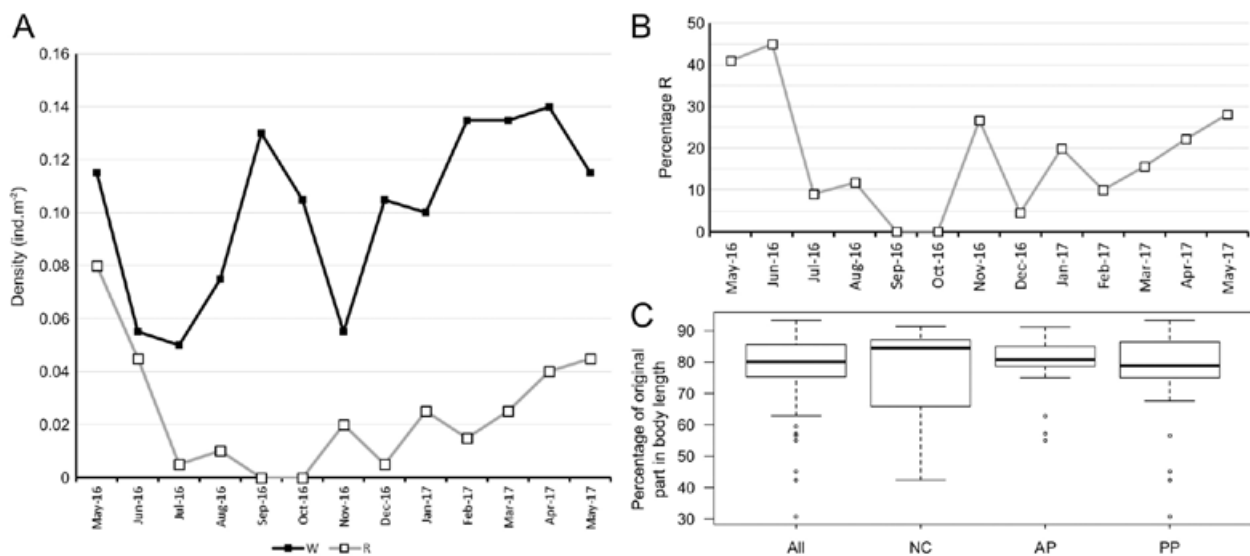 A
0.16
0.14
0.12
0.10
0.08
0.06
0.04
0.02
0
Density (ind.m⁻²)
May-16
Jun-16
Jul-16
Aug-16
Sep-16
Oct-16
Nov-16
Dec-16
Jan-17
Feb-17
Mar-17
Apr-17
May-17
W
R
B
50
40
30
20
10
0
Percentage R
May-16
Jun-16
Jul-16
Aug-16
Sep-16
Oct-16
Nov-16
Dec-16
Jan-17
Feb-17
Mar-17
Apr-17
May-17
C
90
80
70
60
50
40
30
Percentage of original
part in body length
All
NC
AP
PP